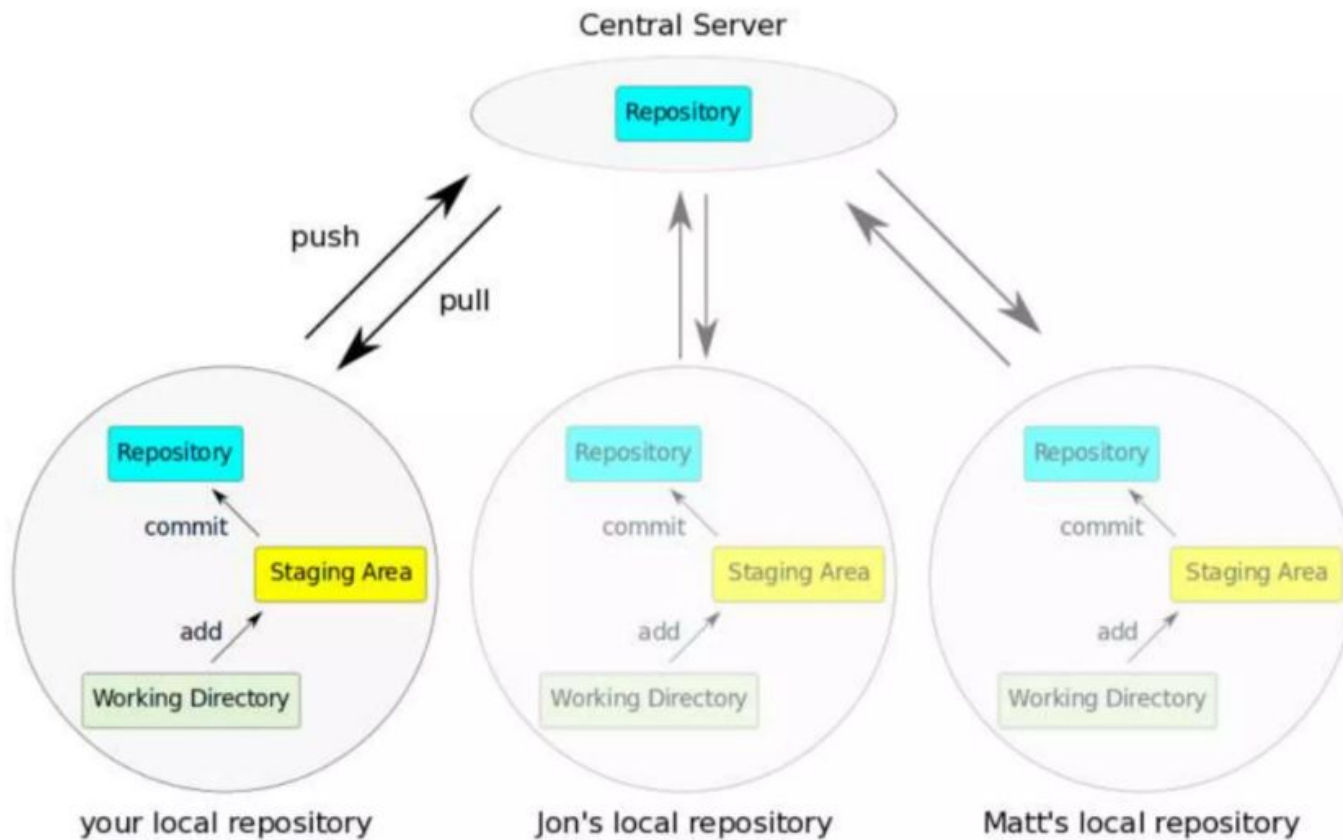 Central Server
Repository
push
pull
Repository
commit
Staging Area
add
Working Directory
your local repository
Repository
commit
Staging Area
add
Working Directory
Jon's local repository
Repository
commit
Staging Area
add
Working Directory
Matt's local repository